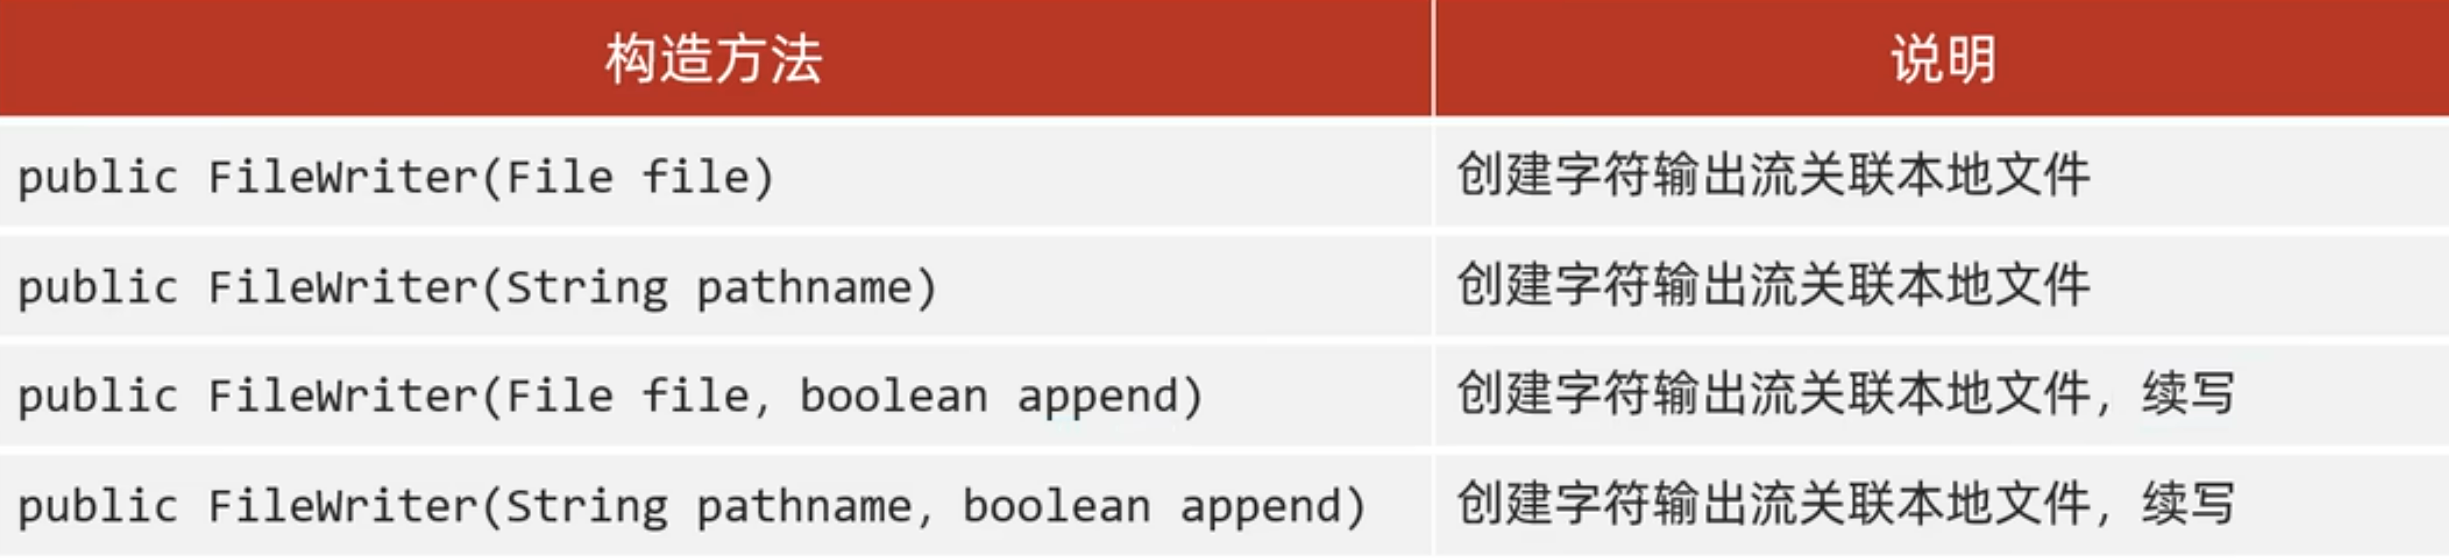 构造方法 说明
public FileWriter(File file) 创建字符输出流关联本地文件
public FileWriter(String pathname) 创建字符输出流关联本地文件
public FileWriter(File file, boolean append) 创建字符输出流关联本地文件，续写
public FileWriter(String pathname, boolean append) 创建字符输出流关联本地文件，续写